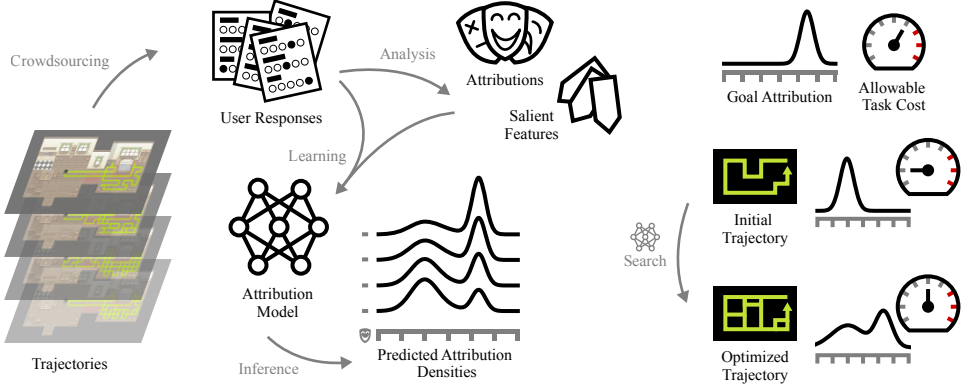 Crowdsourcing
Trajectories
User Responses
Analysis
Attributions
Salient
Features
Learning
Attribution
Model
Inference
Predicted Attribution
Densities
Goal Attribution
Allowable
Task Cost
Initial
Trajectory
Search
Optimized
Trajectory